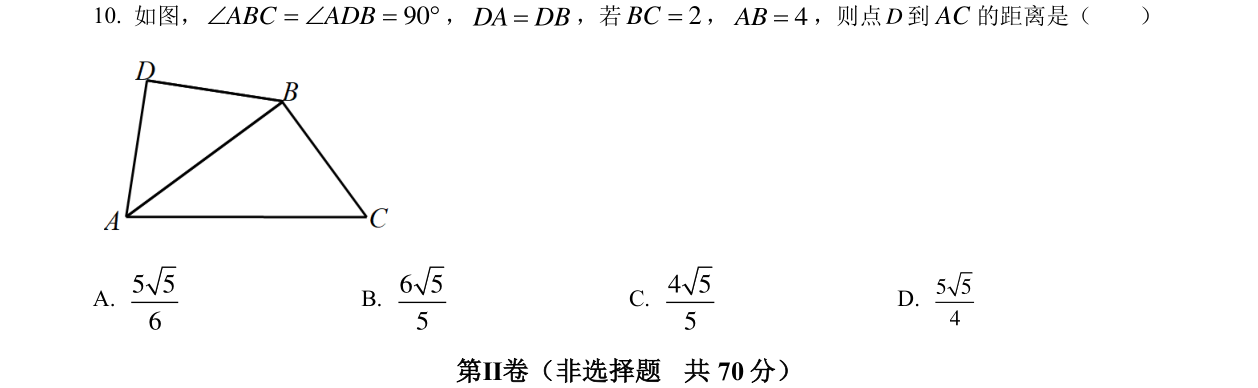 10. 如图，∠ABC = ∠ADB = 90°，DA = DB，若 BC = 2，AB = 4，则点 D 到 AC 的距离是（　　）
D
B
A
C
A. 5√5/6　B. 6√5/5　C. 4√5/5　D. 5√5/4
第II卷（非选择题　共 70 分）